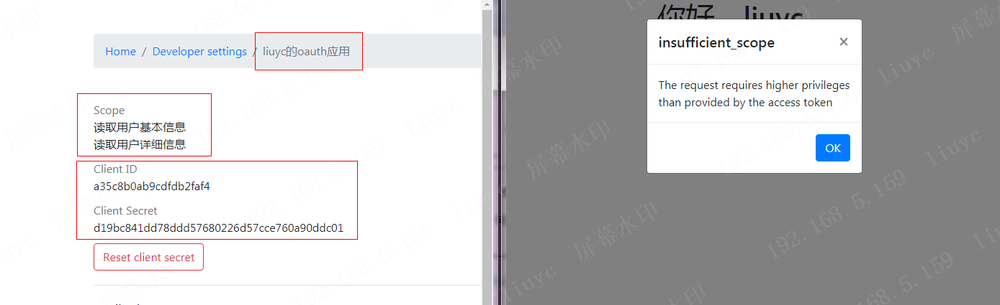 Home / Developer settings / liuyc的oauth应用
Scope
读取用户基本信息
读取用户详细信息
Client ID
a35c8b0ab9cdfdb2faf4
Client Secret
d19bc841dd78ddd57680226d57cce760a90ddc01
Reset client secret
你好，liuyc
insufficient_scope ×
The request requires higher privileges
than provided by the access token
OK
屏幕水印 192.168.5.159 liuyc